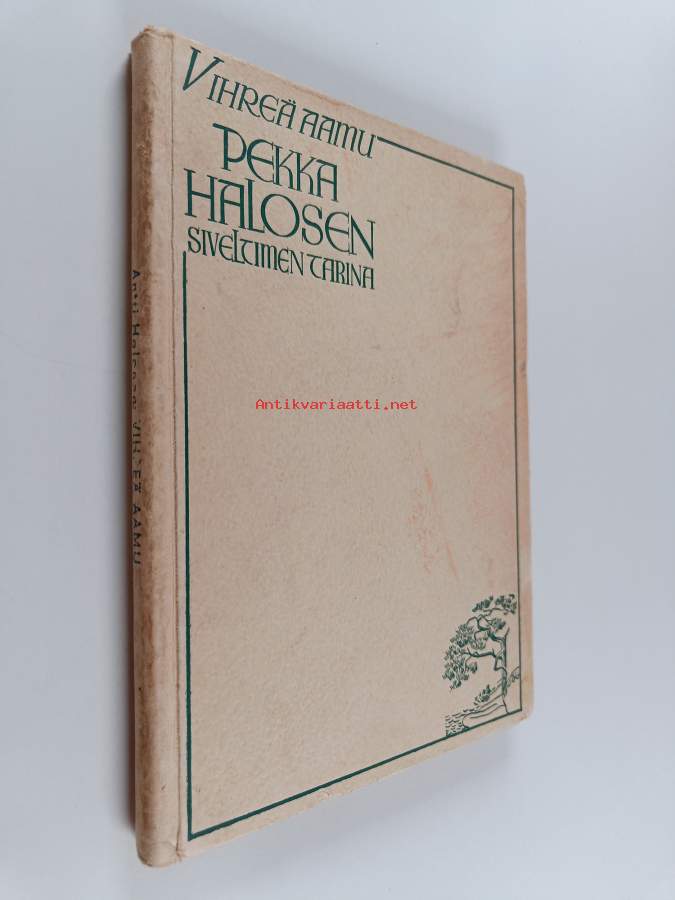 VIHREÄ AAMU
PEKKA
HALOSEN
SIVELTIMEN TARINA
Antikvariaatti.net
Antti Halonen VIHREÄ AAMU